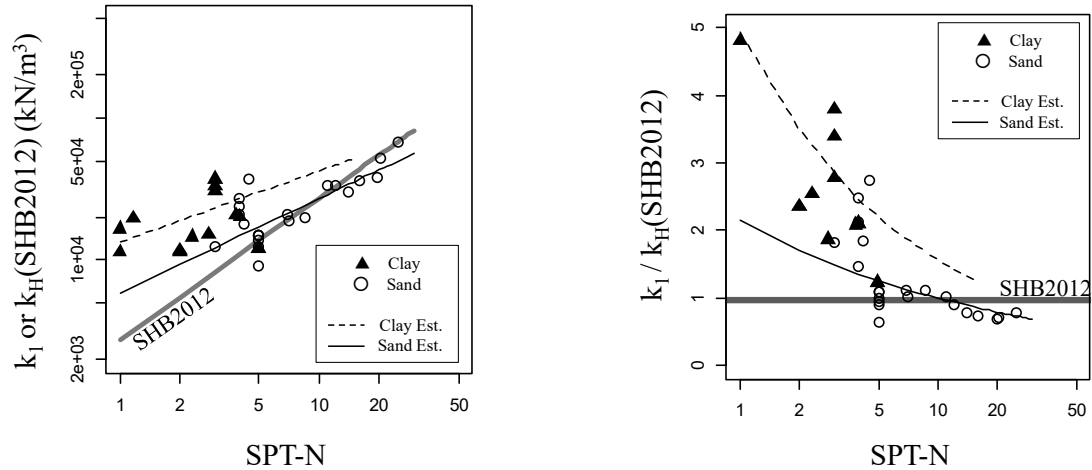 k1 or kH(SHB2012) (kN/m³)
2e+05
5e+04
1e+04
2e+03
SHB2012
Clay
Sand
Clay Est.
Sand Est.
1 2 5 10 20 50
SPT-N
k1 / kH(SHB2012)
5
4
3
2
1
0
Clay
Sand
Clay Est.
Sand Est.
SHB2012
1 2 5 10 20 50
SPT-N